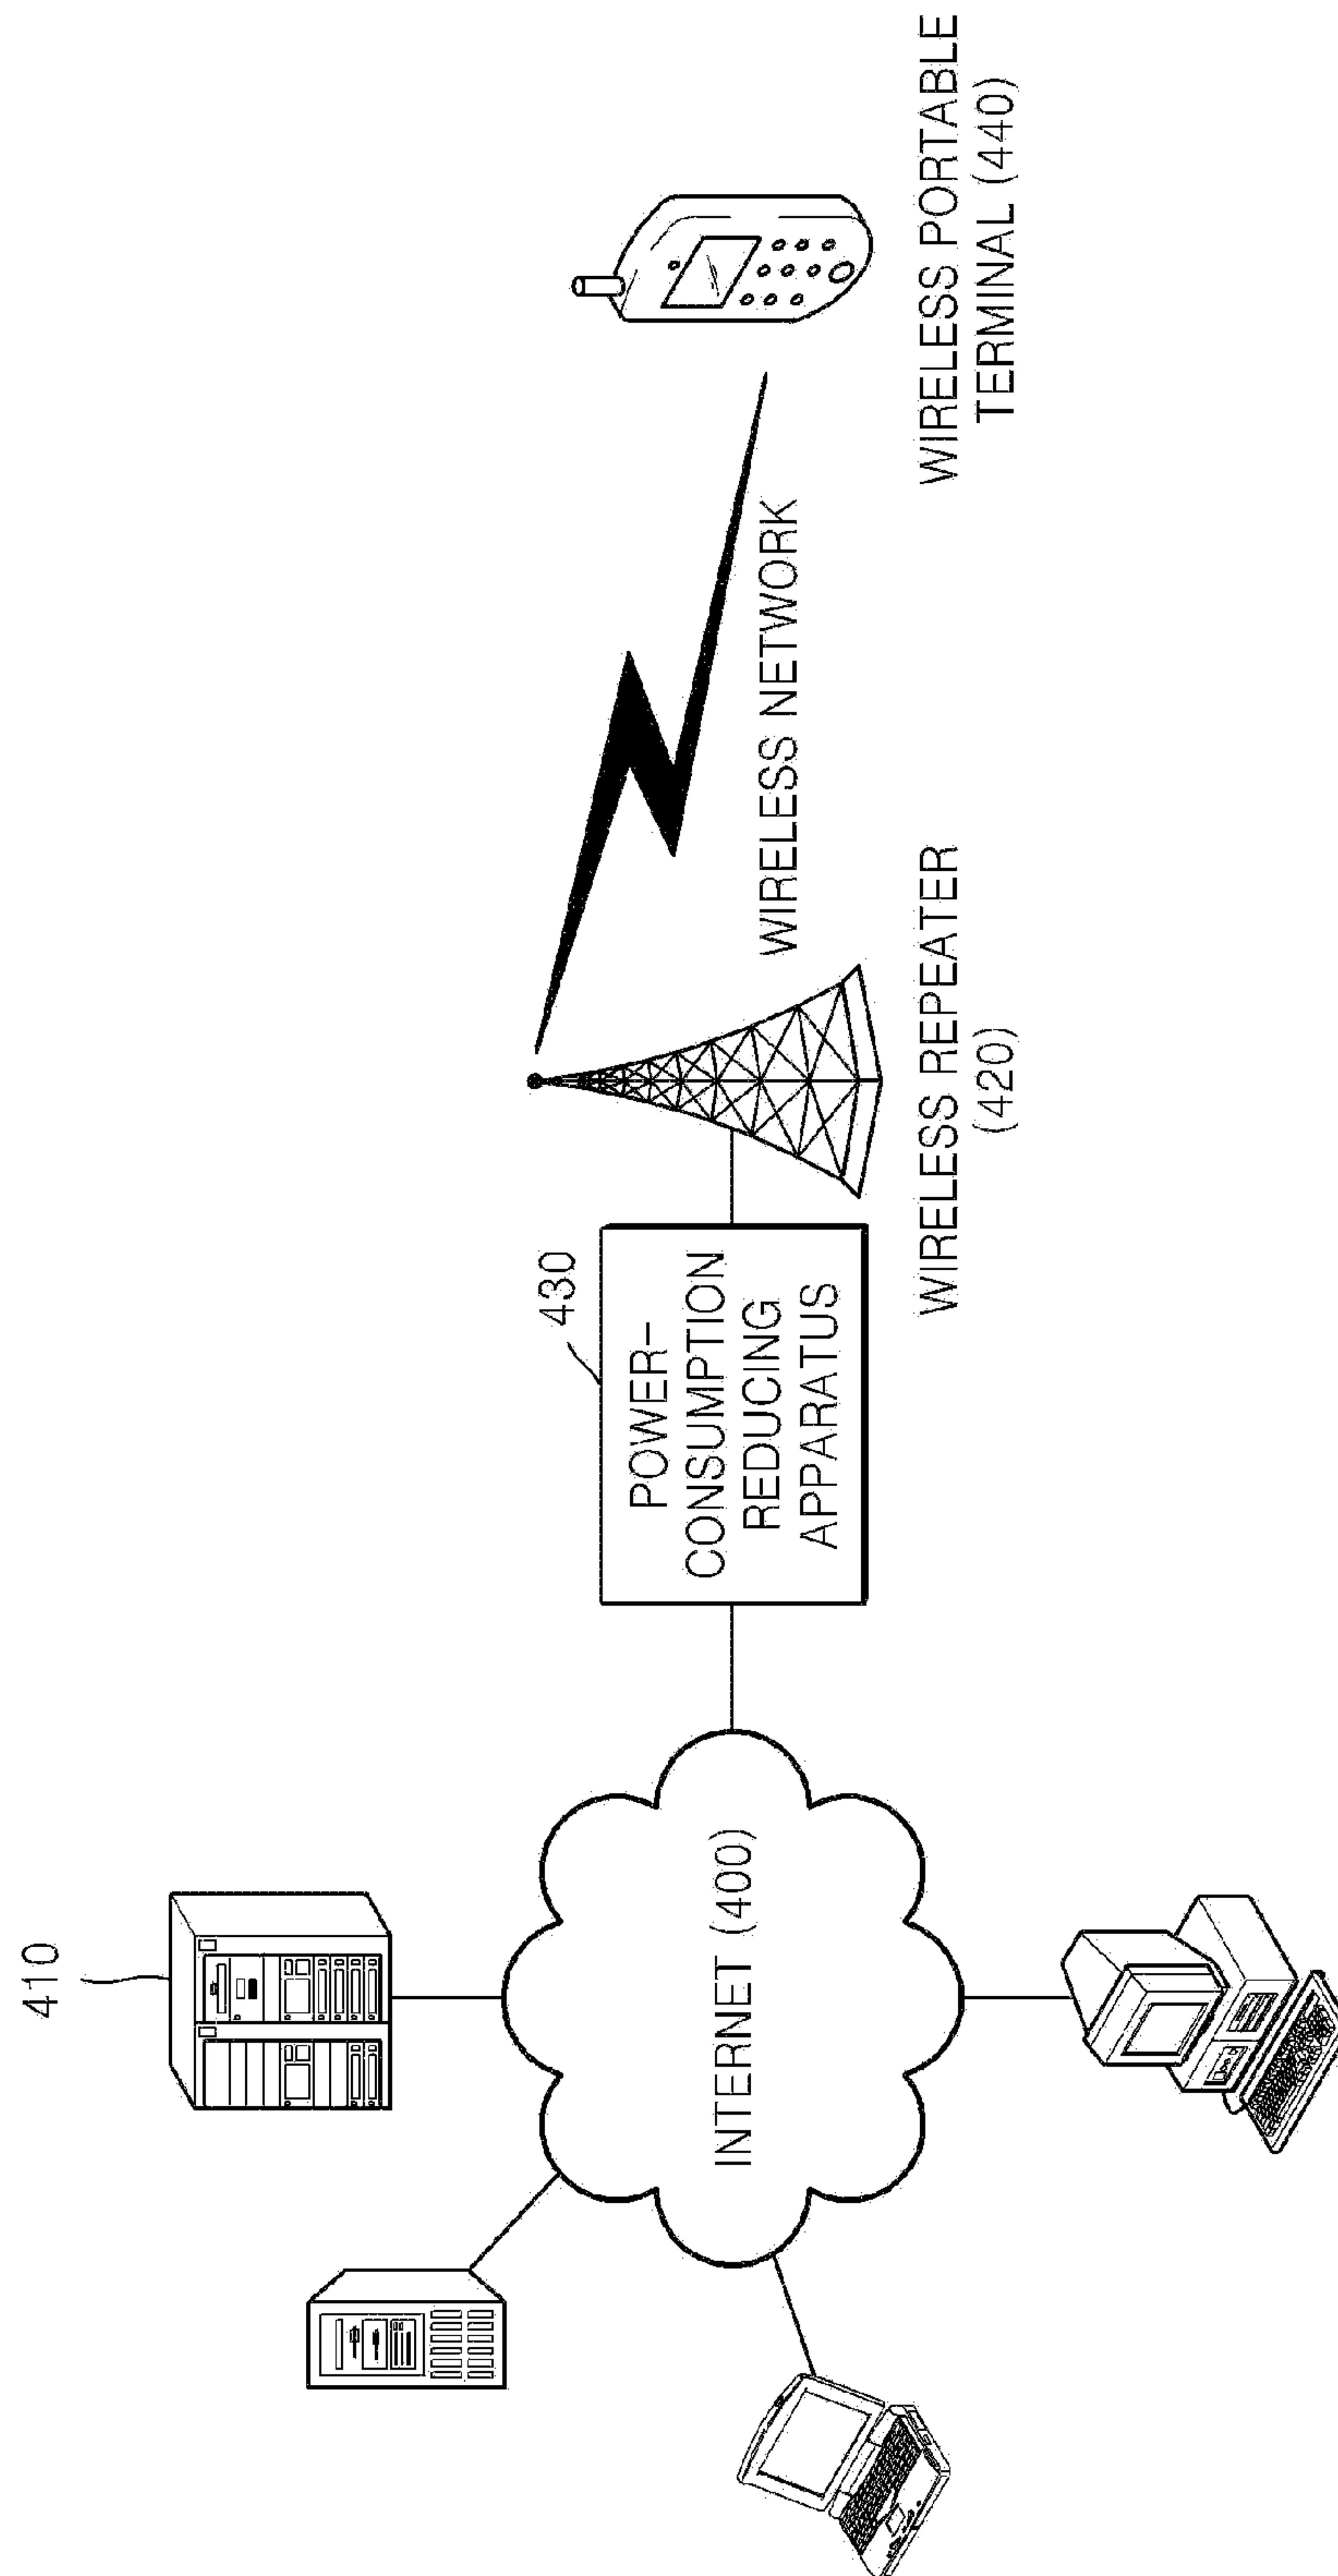 410
INTERNET (400)
430
POWER-
CONSUMPTION
REDUCING
APPARATUS
WIRELESS REPEATER
(420)
WIRELESS NETWORK
WIRELESS PORTABLE
TERMINAL (440)